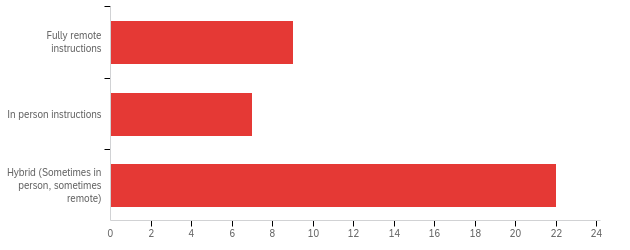 Fully remote
instructions
In person instructions
Hybrid (Sometimes in
person, sometimes
remote)
0 2 4 6 8 10 12 14 16 18 20 22 24